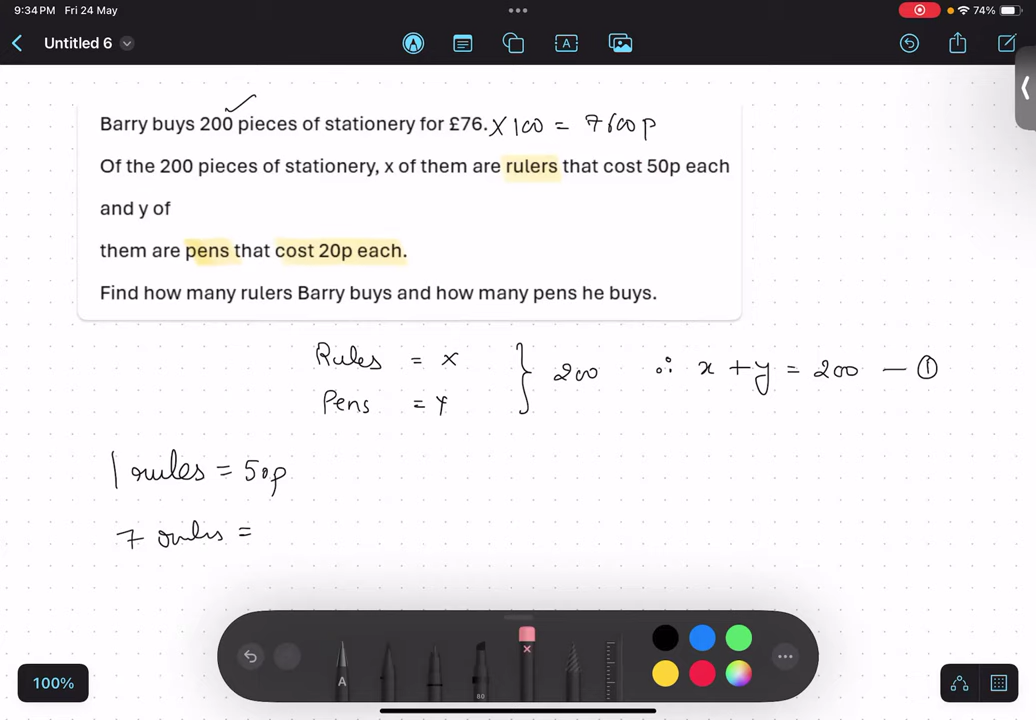 9:34 PM Fri 24 May
74%
Untitled 6
A
Barry buys 200 pieces of stationery for £76. × 100 = 7600p
Of the 200 pieces of stationery, x of them are rulers that cost 50p each
and y of
them are pens that cost 20p each.
Find how many rulers Barry buys and how many pens he buys.
Rules = x
Pens = Y
} 200 ∴ x + y = 200 — ①
1 rules = 50p
7 rules =
A
80
100%